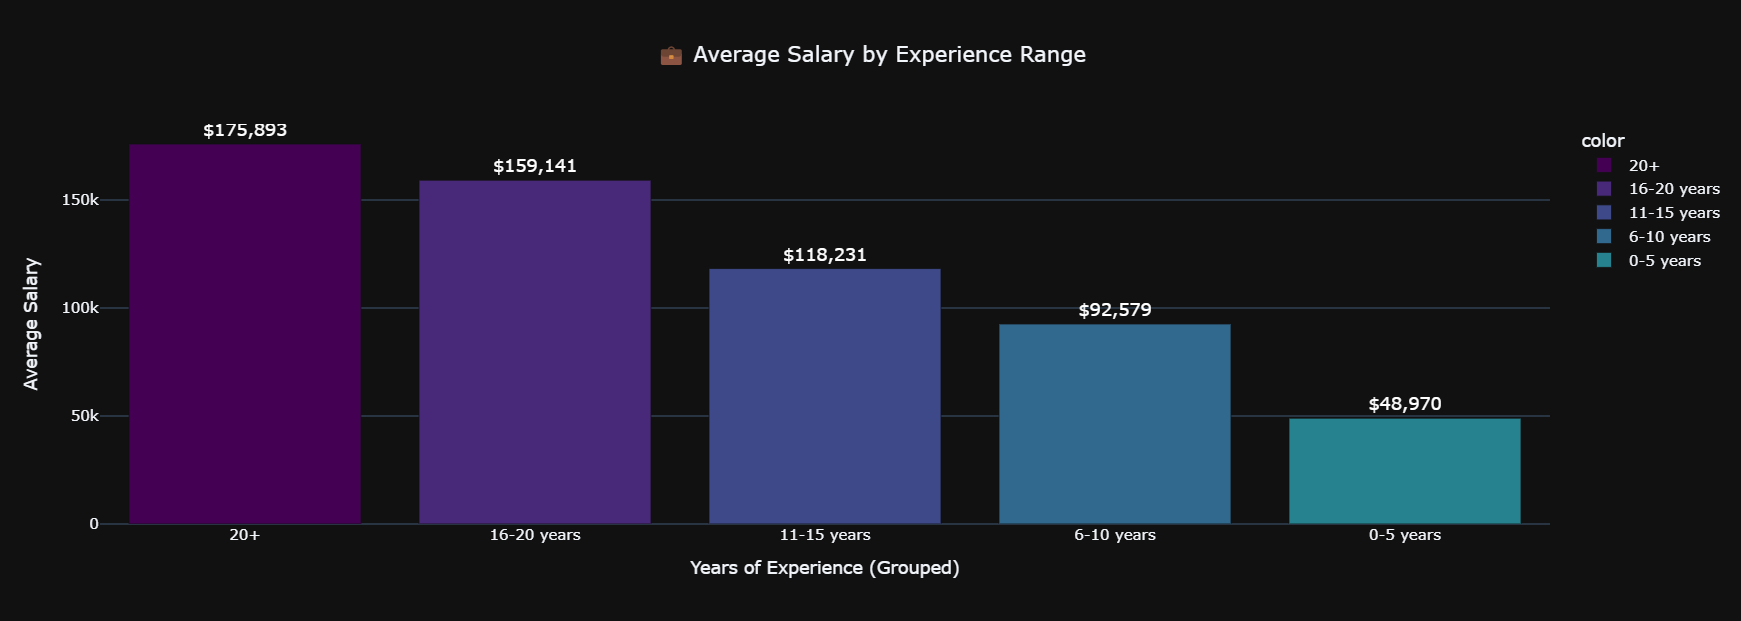 💼 Average Salary by Experience Range
$175,893
$159,141
$118,231
$92,579
$48,970
150k
100k
50k
0
Average Salary
20+
16-20 years
11-15 years
6-10 years
0-5 years
Years of Experience (Grouped)
color
20+
16-20 years
11-15 years
6-10 years
0-5 years